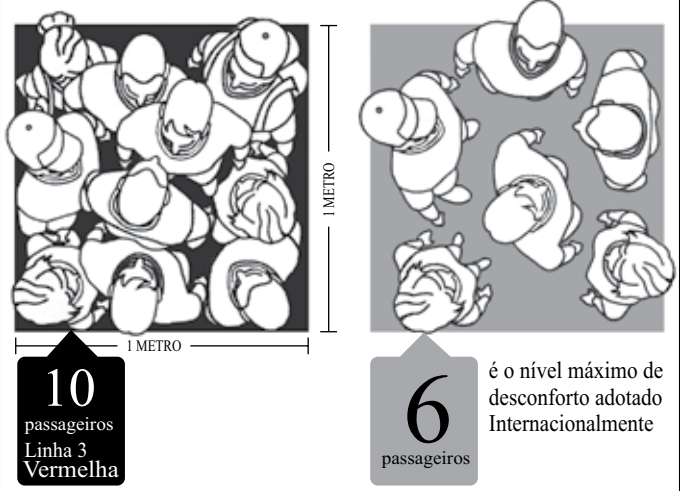 1 METRO
1 METRO
10
passageiros
Linha 3
Vermelha
6
passageiros
é o nível máximo de
desconforto adotado
Internacionalmente